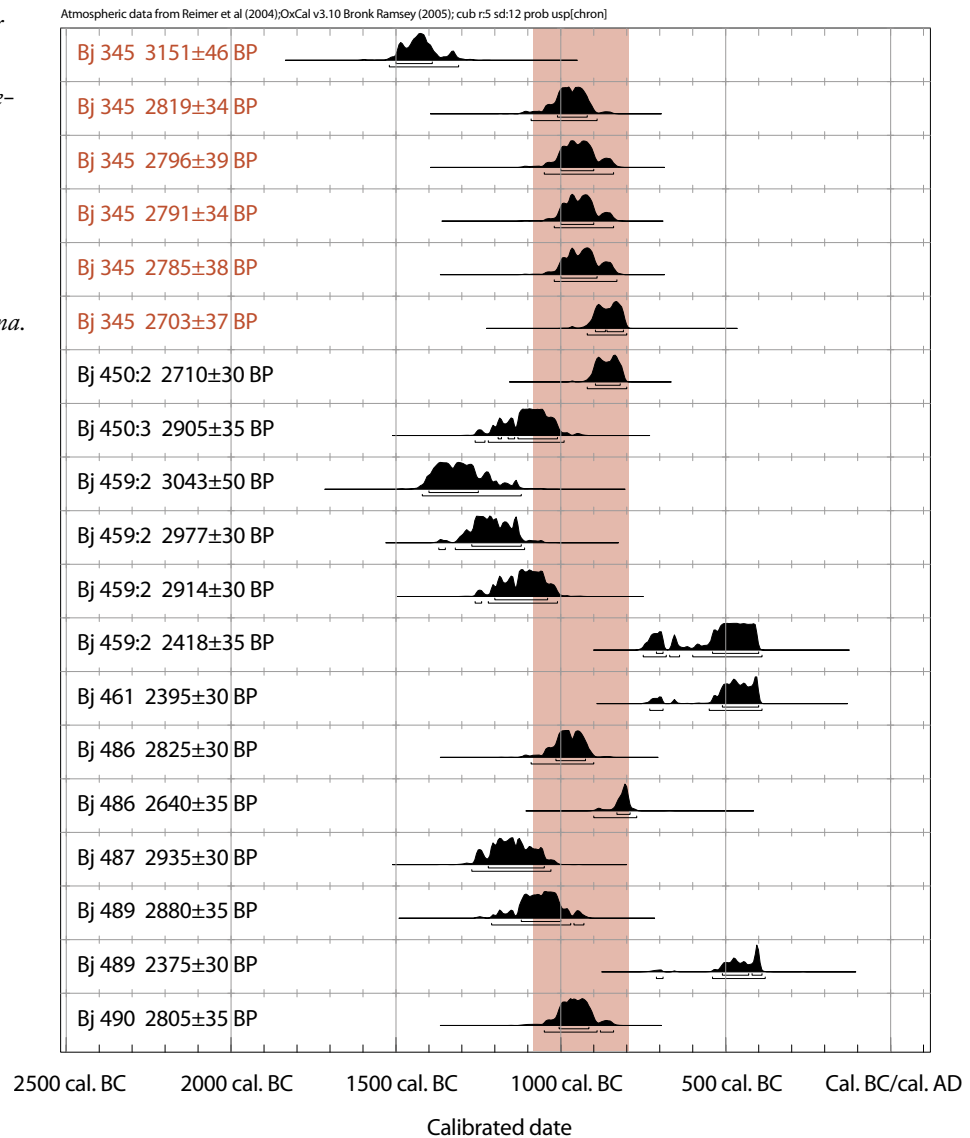 Atmospheric data from Reimer et al (2004);OxCal v3.10 Bronk Ramsey (2005); cub r:5 sd:12 prob usp[chron]
r
e-
na.
Bj 345 3151±46 BP
Bj 345 2819±34 BP
Bj 345 2796±39 BP
Bj 345 2791±34 BP
Bj 345 2785±38 BP
Bj 345 2703±37 BP
Bj 450:2 2710±30 BP
Bj 450:3 2905±35 BP
Bj 459:2 3043±50 BP
Bj 459:2 2977±30 BP
Bj 459:2 2914±30 BP
Bj 459:2 2418±35 BP
Bj 461 2395±30 BP
Bj 486 2825±30 BP
Bj 486 2640±35 BP
Bj 487 2935±30 BP
Bj 489 2880±35 BP
Bj 489 2375±30 BP
Bj 490 2805±35 BP
2500 cal. BC 2000 cal. BC 1500 cal. BC 1000 cal. BC 500 cal. BC Cal. BC/cal. AD
Calibrated date